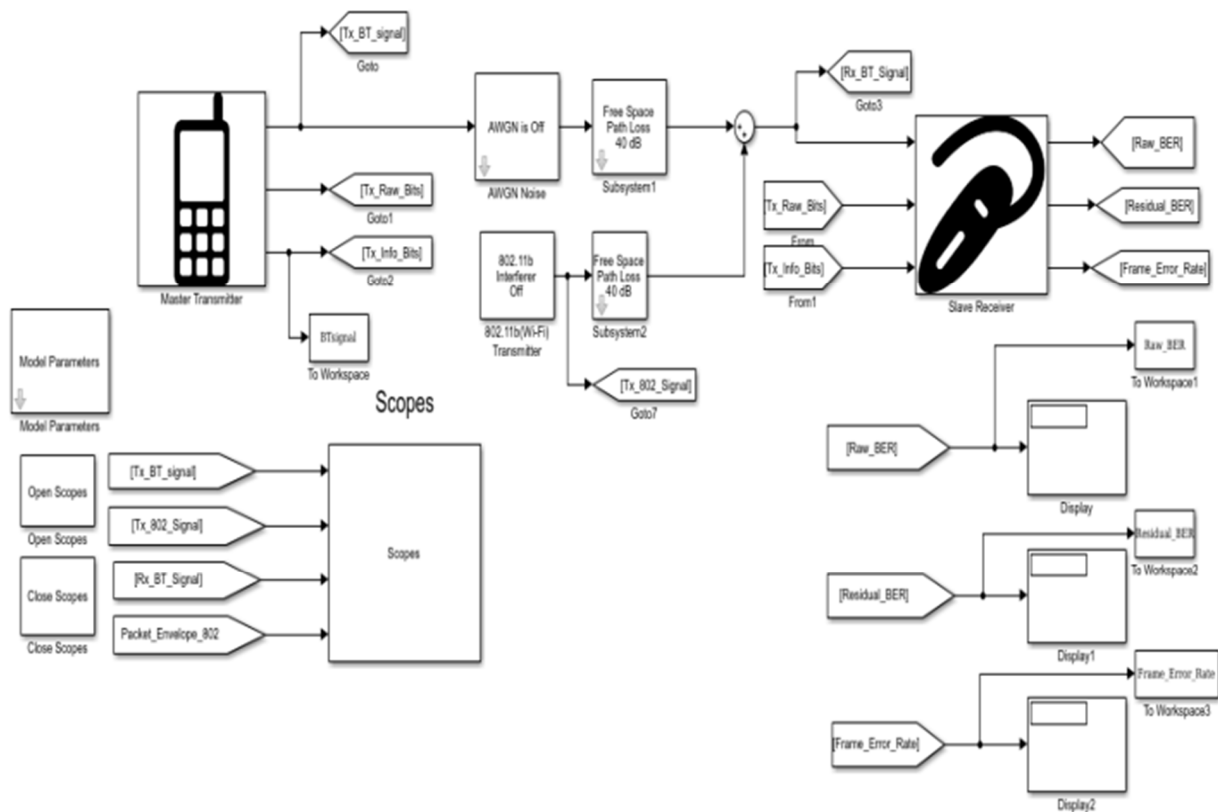 [Tx_BT_signal]
Goto
[Rx_BT_Signal]
Goto3
AWGN is Off
AWGN Noise
Free Space
Path Loss
40 dB
Subsystem1
[Tx_Raw_Bits]
Goto1
[Tx_Info_Bits]
Goto2
Master Transmitter
802.11b
Interferer
Off
802.11b(Wi-Fi)
Transmitter
Free Space
Path Loss
40 dB
Subsystem2
[Tx_Raw_Bits]
From
[Tx_Info_Bits]
From1
Slave Receiver
[Raw_BER]
[Residual_BER]
[Frame_Error_Rate]
BTsignal
To Workspace
[Tx_802_Signal]
Goto7
Model Parameters
Model Parameters
Scopes
Open Scopes
Open Scopes
Close Scopes
Close Scopes
[Tx_BT_signal]
[Tx_802_Signal]
[Rx_BT_Signal]
Packet_Envelope_802
Scopes
Raw_BER
To Workspace1
[Raw_BER]
Display
Residual_BER
To Workspace2
[Residual_BER]
Display1
Frame_Error_Rate
To Workspace3
[Frame_Error_Rate]
Display2